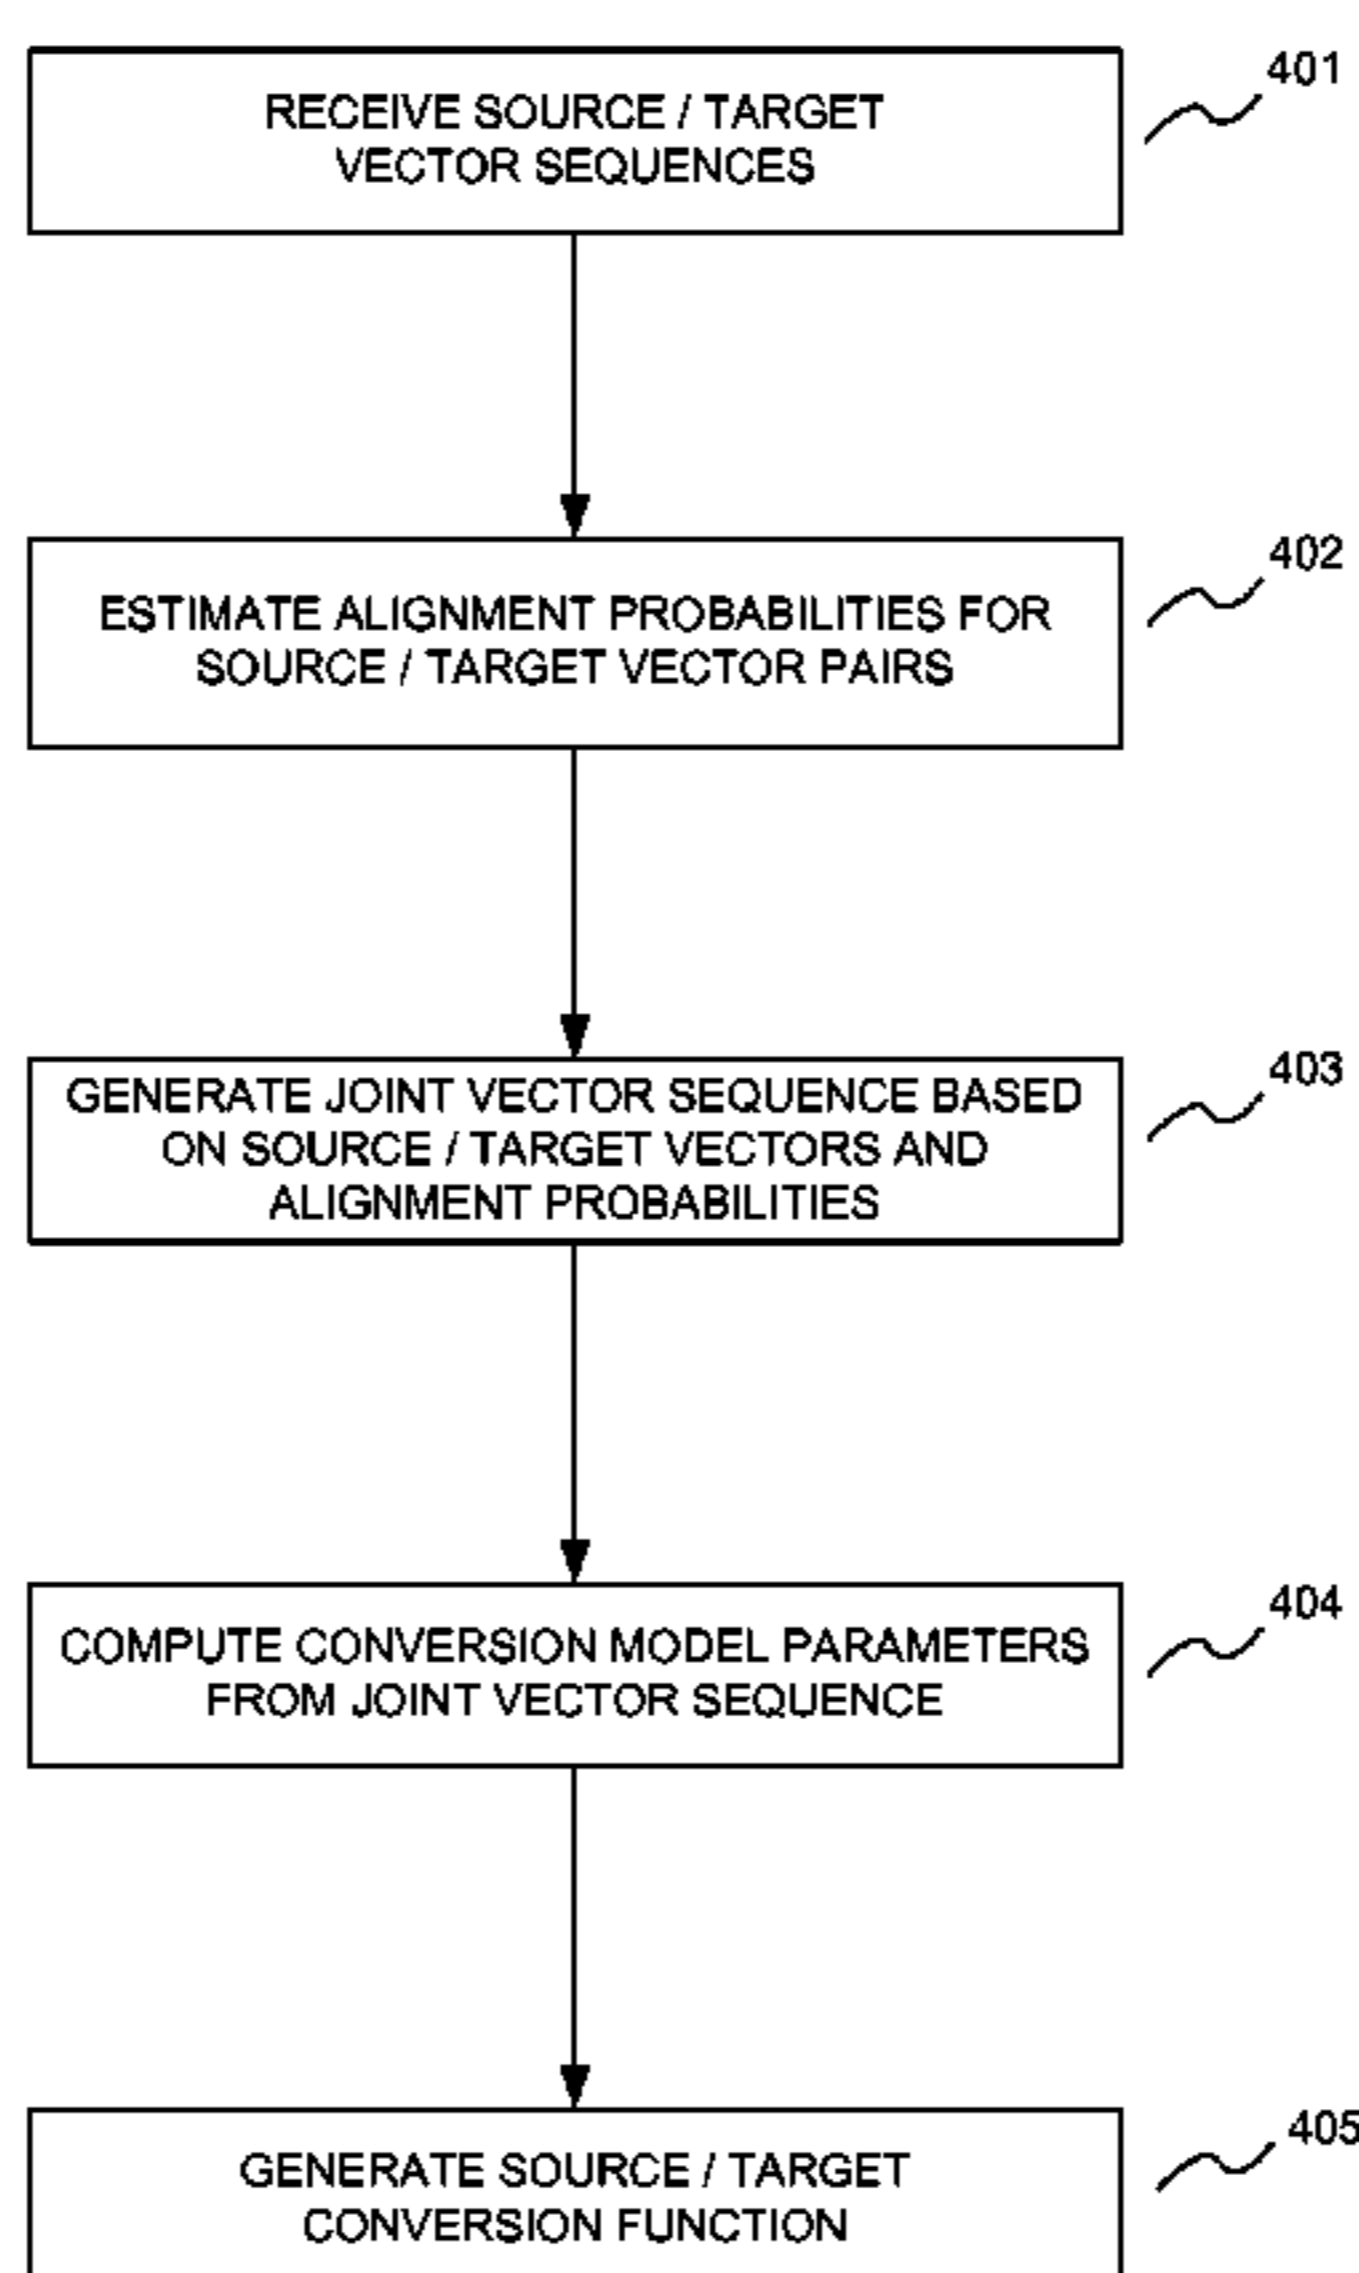 RECEIVE SOURCE / TARGET
VECTOR SEQUENCES
401
ESTIMATE ALIGNMENT PROBABILITIES FOR
SOURCE / TARGET VECTOR PAIRS
402
GENERATE JOINT VECTOR SEQUENCE BASED
ON SOURCE / TARGET VECTORS AND
ALIGNMENT PROBABILITIES
403
COMPUTE CONVERSION MODEL PARAMETERS
FROM JOINT VECTOR SEQUENCE
404
GENERATE SOURCE / TARGET
CONVERSION FUNCTION
405